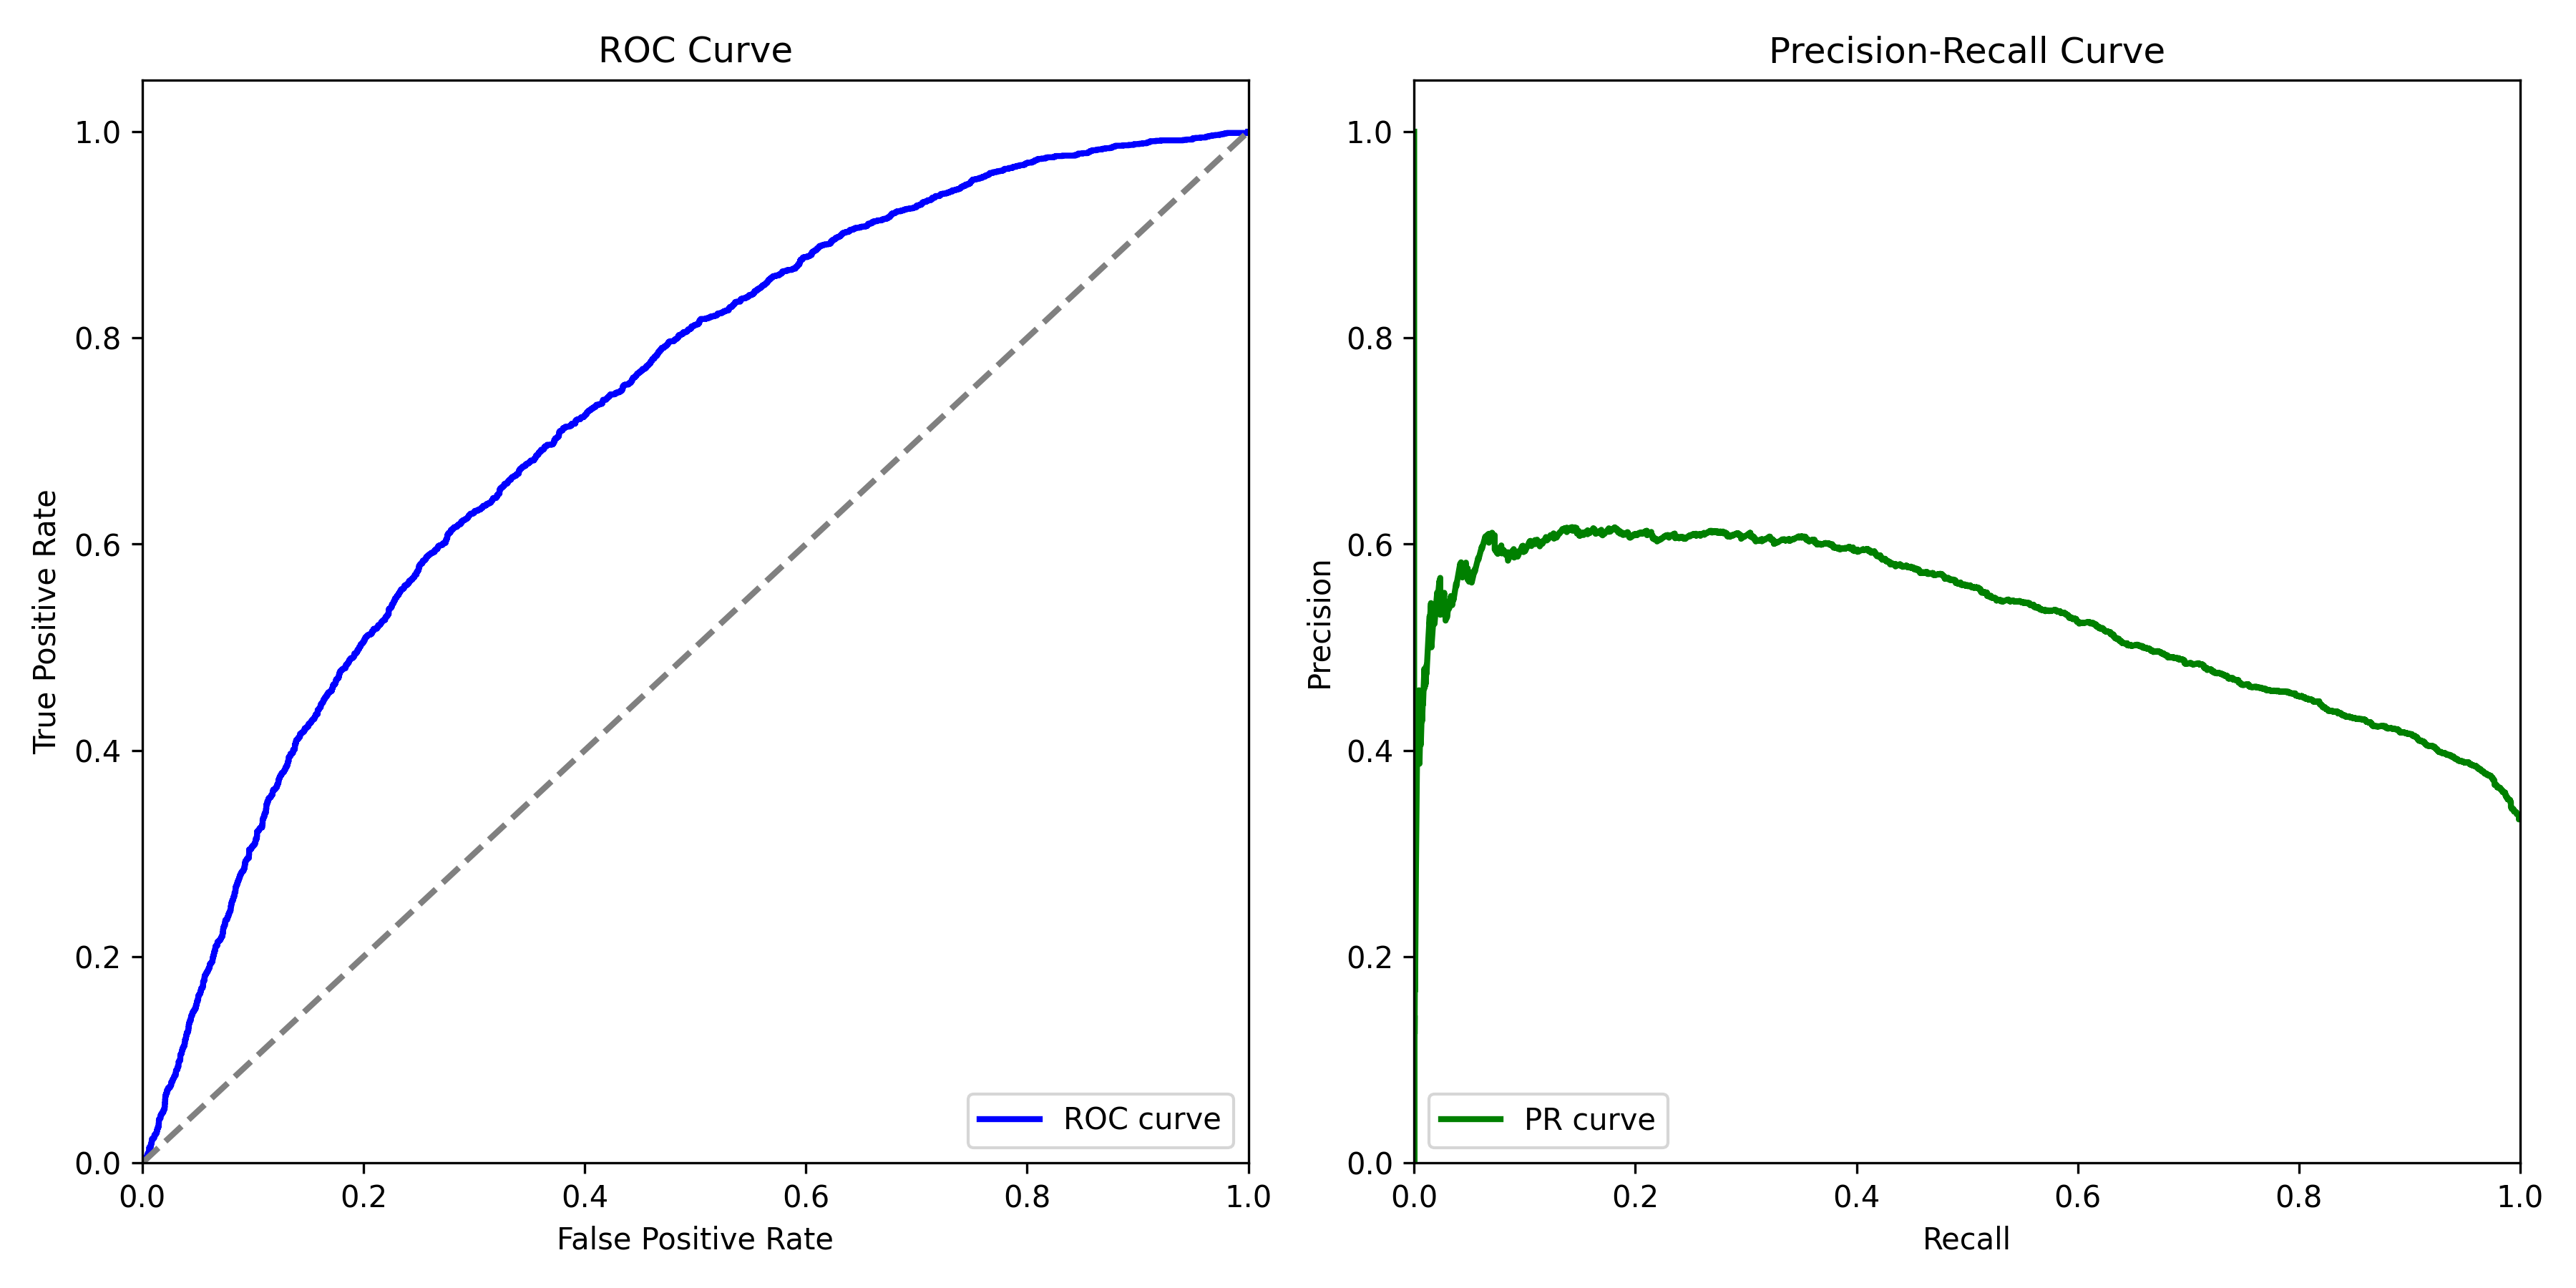 ROC Curve
1.0
0.8
0.6
0.4
0.2
0.0
True Positive Rate
0.0 0.2 0.4 0.6 0.8 1.0
False Positive Rate
ROC curve
Precision-Recall Curve
1.0
0.8
0.6
0.4
0.2
0.0
Precision
0.0 0.2 0.4 0.6 0.8 1.0
Recall
PR curve